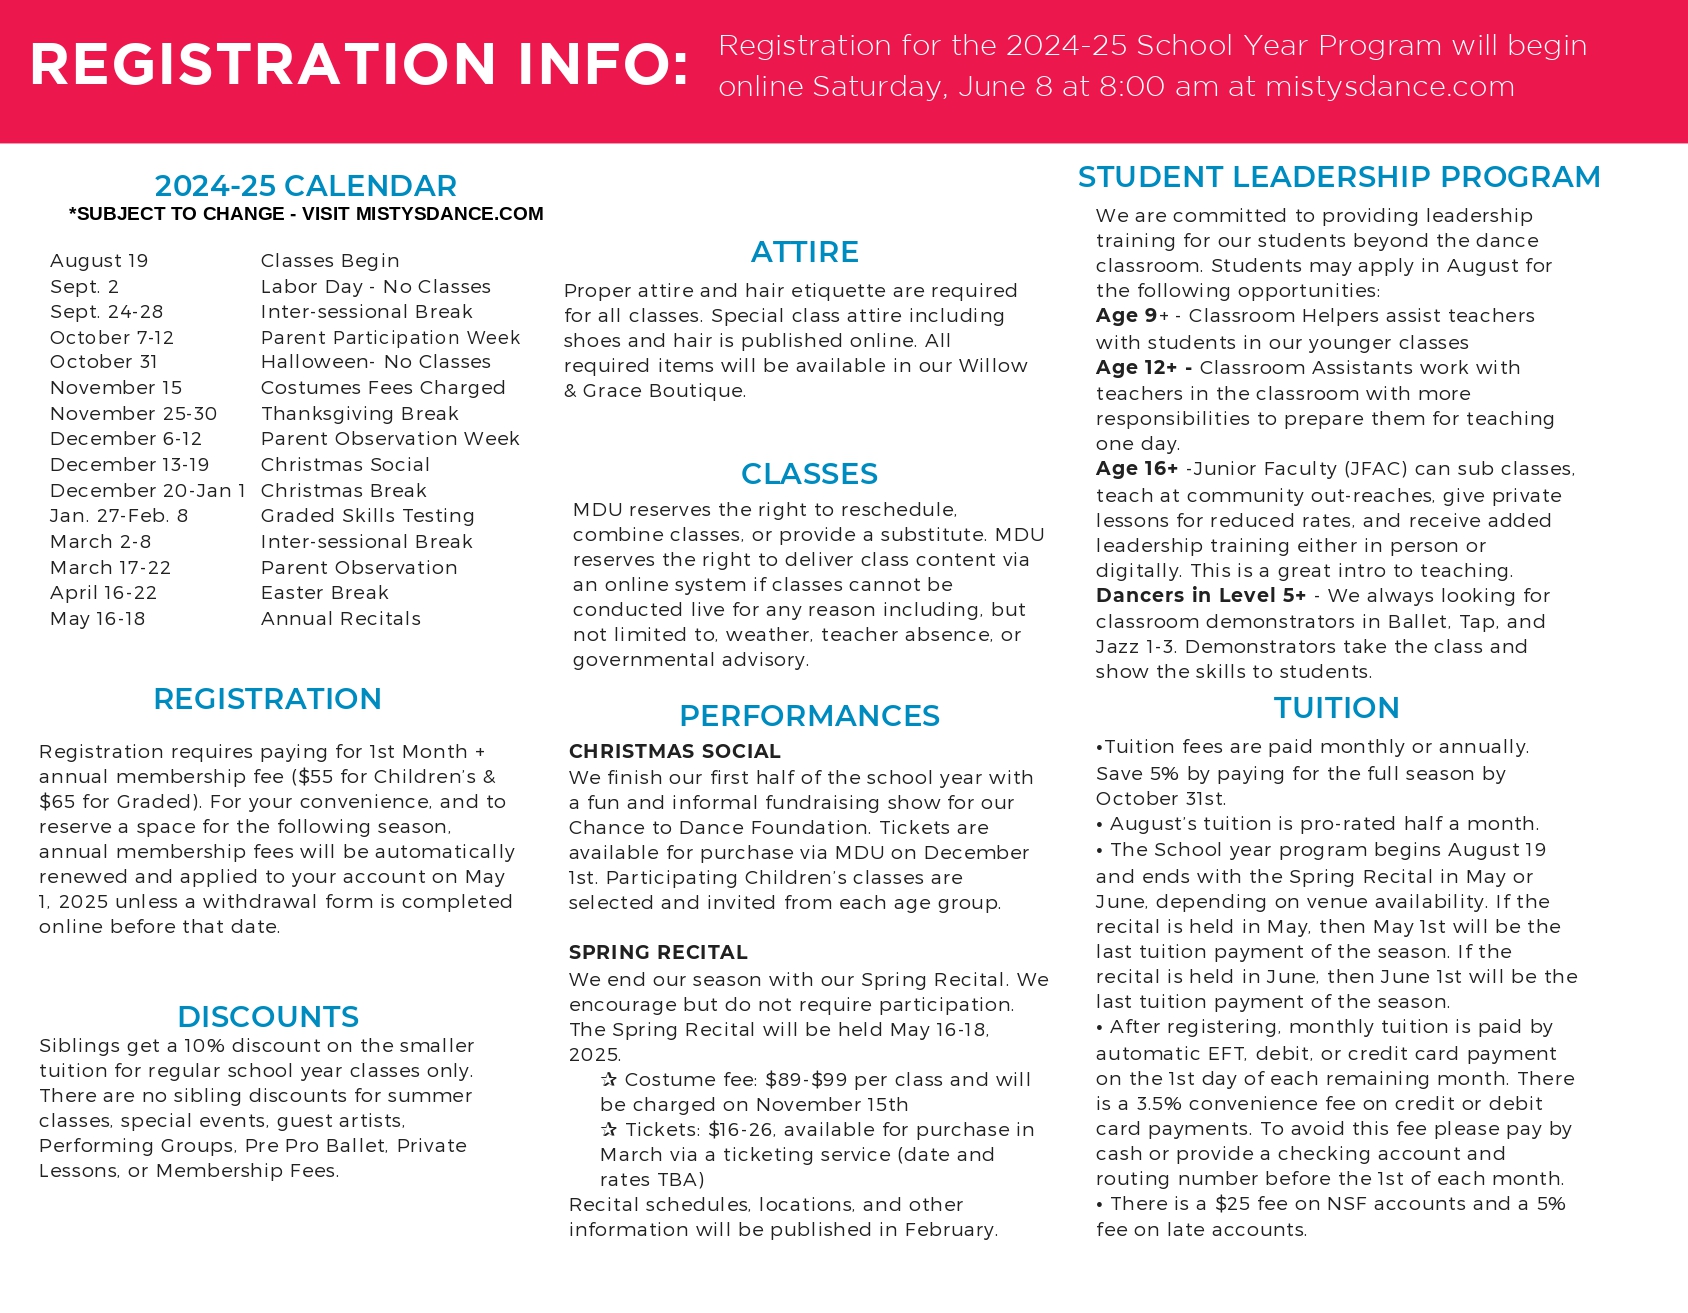 REGISTRATION INFO:
Registration for the 2024-25 School Year Program will begin
online Saturday, June 8 at 8:00 am at mistysdance.com
2024-25 CALENDAR
*SUBJECT TO CHANGE - VISIT MISTYSDANCE.COM
August 19 Classes Begin
Sept. 2 Labor Day - No Classes
Sept. 24-28 Inter-sessional Break
October 7-12 Parent Participation Week
October 31 Halloween- No Classes
November 15 Costumes Fees Charged
November 25-30 Thanksgiving Break
December 6-12 Parent Observation Week
December 13-19 Christmas Social
December 20-Jan 1 Christmas Break
Jan. 27-Feb. 8 Graded Skills Testing
March 2-8 Inter-sessional Break
March 17-22 Parent Observation
April 16-22 Easter Break
May 16-18 Annual Recitals
REGISTRATION
Registration requires paying for 1st Month +
annual membership fee ($55 for Children's &
$65 for Graded). For your convenience, and to
reserve a space for the following season,
annual membership fees will be automatically
renewed and applied to your account on May
1, 2025 unless a withdrawal form is completed
online before that date.
DISCOUNTS
Siblings get a 10% discount on the smaller
tuition for regular school year classes only.
There are no sibling discounts for summer
classes, special events, guest artists,
Performing Groups, Pre Pro Ballet, Private
Lessons, or Membership Fees.
ATTIRE
Proper attire and hair etiquette are required
for all classes. Special class attire including
shoes and hair is published online. All
required items will be available in our Willow
& Grace Boutique.
CLASSES
MDU reserves the right to reschedule,
combine classes, or provide a substitute. MDU
reserves the right to deliver class content via
an online system if classes cannot be
conducted live for any reason including, but
not limited to, weather, teacher absence, or
governmental advisory.
PERFORMANCES
CHRISTMAS SOCIAL
We finish our first half of the school year with
a fun and informal fundraising show for our
Chance to Dance Foundation. Tickets are
available for purchase via MDU on December
1st. Participating Children's classes are
selected and invited from each age group.
SPRING RECITAL
We end our season with our Spring Recital. We
encourage but do not require participation.
The Spring Recital will be held May 16-18,
2025.
✰ Costume fee: $89-$99 per class and will
be charged on November 15th
✰ Tickets: $16-26, available for purchase in
March via a ticketing service (date and
rates TBA)
Recital schedules, locations, and other
information will be published in February.
STUDENT LEADERSHIP PROGRAM
We are committed to providing leadership
training for our students beyond the dance
classroom. Students may apply in August for
the following opportunities:
Age 9+ - Classroom Helpers assist teachers
with students in our younger classes
Age 12+ - Classroom Assistants work with
teachers in the classroom with more
responsibilities to prepare them for teaching
one day.
Age 16+ -Junior Faculty (JFAC) can sub classes,
teach at community out-reaches, give private
lessons for reduced rates, and receive added
leadership training either in person or
digitally. This is a great intro to teaching.
Dancers in Level 5+ - We always looking for
classroom demonstrators in Ballet, Tap, and
Jazz 1-3. Demonstrators take the class and
show the skills to students.
TUITION
•Tuition fees are paid monthly or annually.
Save 5% by paying for the full season by
October 31st.
• August's tuition is pro-rated half a month.
• The School year program begins August 19
and ends with the Spring Recital in May or
June, depending on venue availability. If the
recital is held in May, then May 1st will be the
last tuition payment of the season. If the
recital is held in June, then June 1st will be the
last tuition payment of the season.
• After registering, monthly tuition is paid by
automatic EFT, debit, or credit card payment
on the 1st day of each remaining month. There
is a 3.5% convenience fee on credit or debit
card payments. To avoid this fee please pay by
cash or provide a checking account and
routing number before the 1st of each month.
• There is a $25 fee on NSF accounts and a 5%
fee on late accounts.